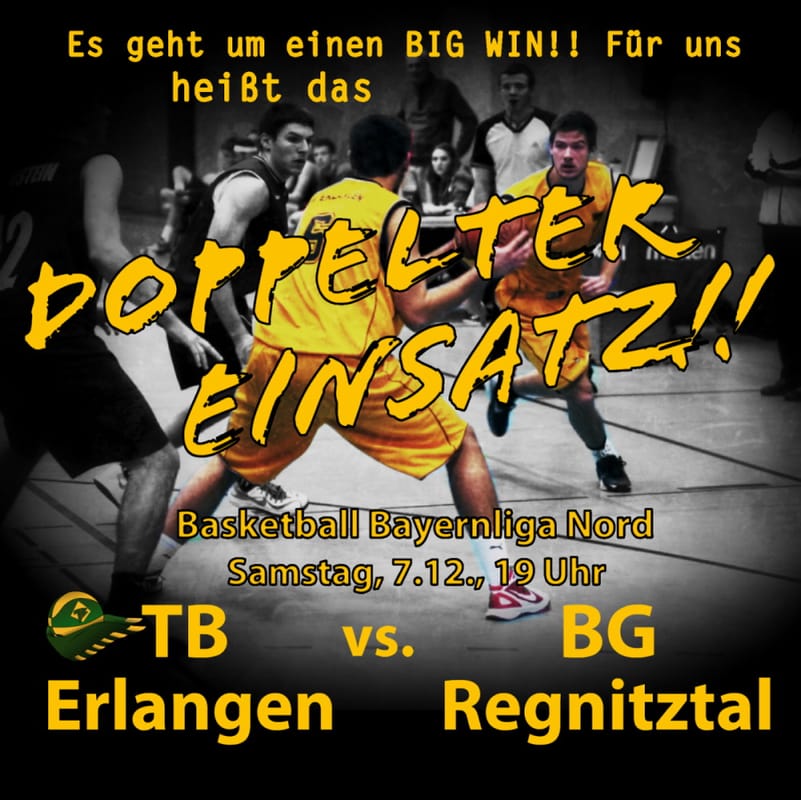 Es geht um einen BIG WIN!! Für uns
heißt das
DOPPELTER
EINSATZ!!
Basketball Bayernliga Nord
Samstag, 7.12., 19 Uhr
TB vs. BG
Erlangen Regnitztal